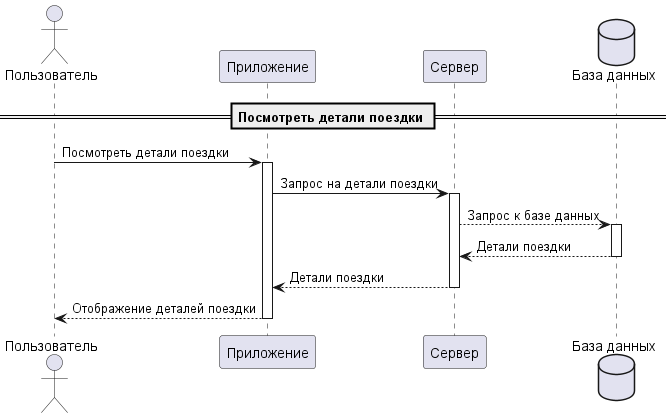 Пользователь
Приложение
Сервер
База данных
Посмотреть детали поездки
Посмотреть детали поездки
Запрос на детали поездки
Запрос к базе данных
Детали поездки
Детали поездки
Отображение деталей поездки
Пользователь
Приложение
Сервер
База данных